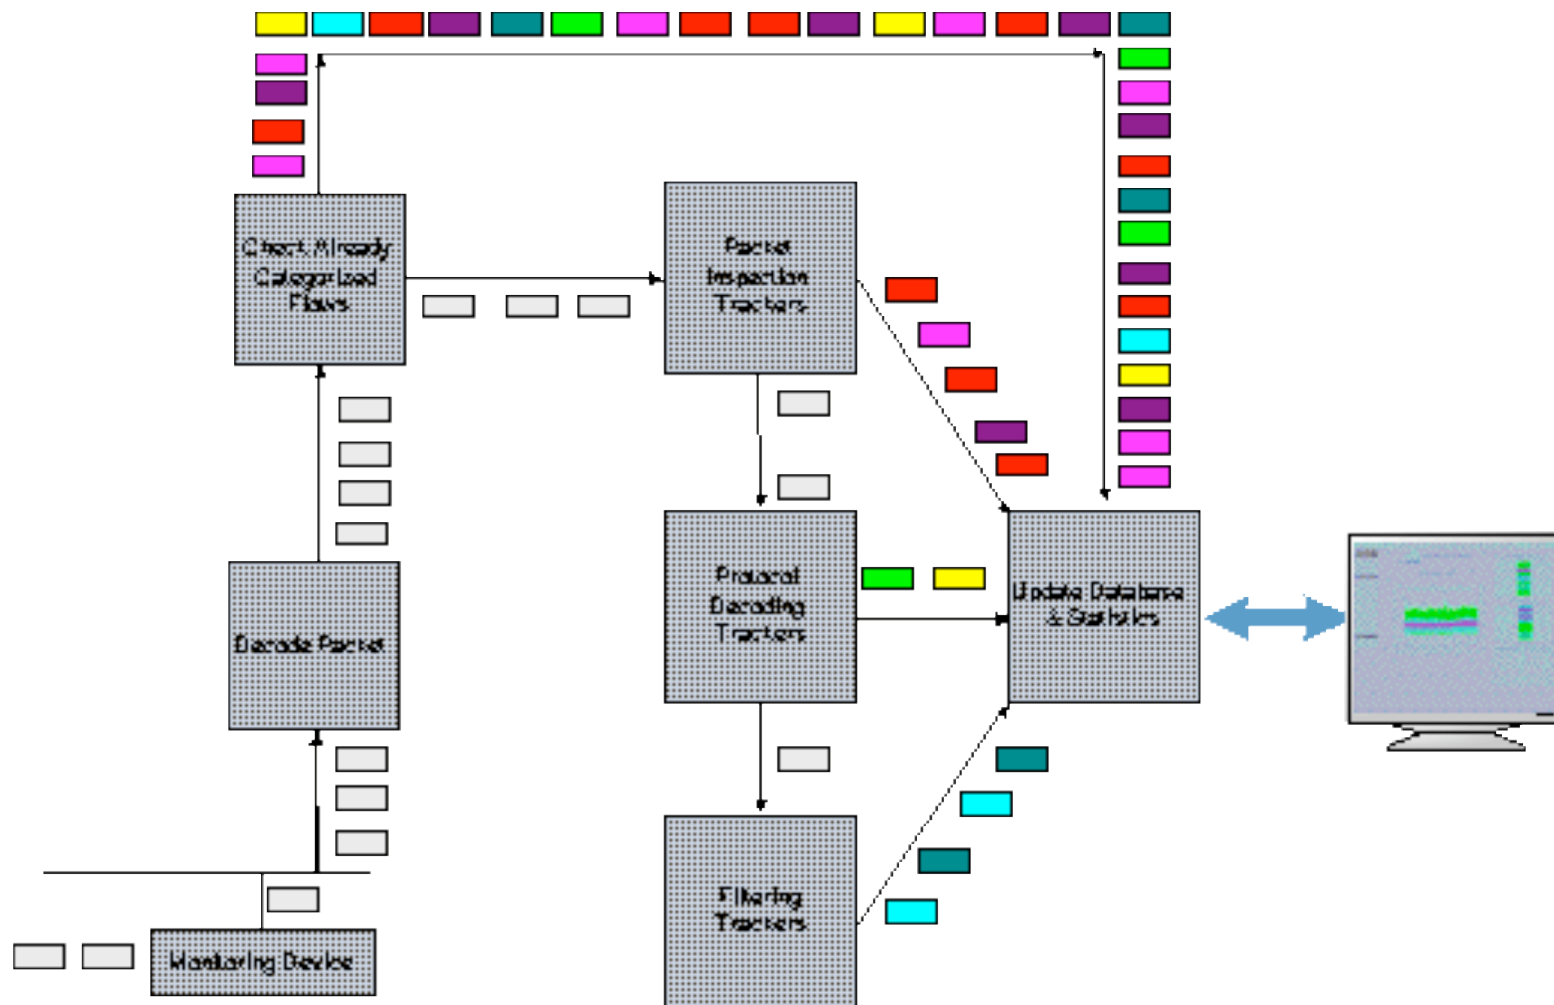 Check Already
Categorized
Flows
Packet
Inspection
Trackers
Protocol
Decoding
Trackers
Update Database
& Statistics
Decode Packet
Filtering
Trackers
Monitoring Device